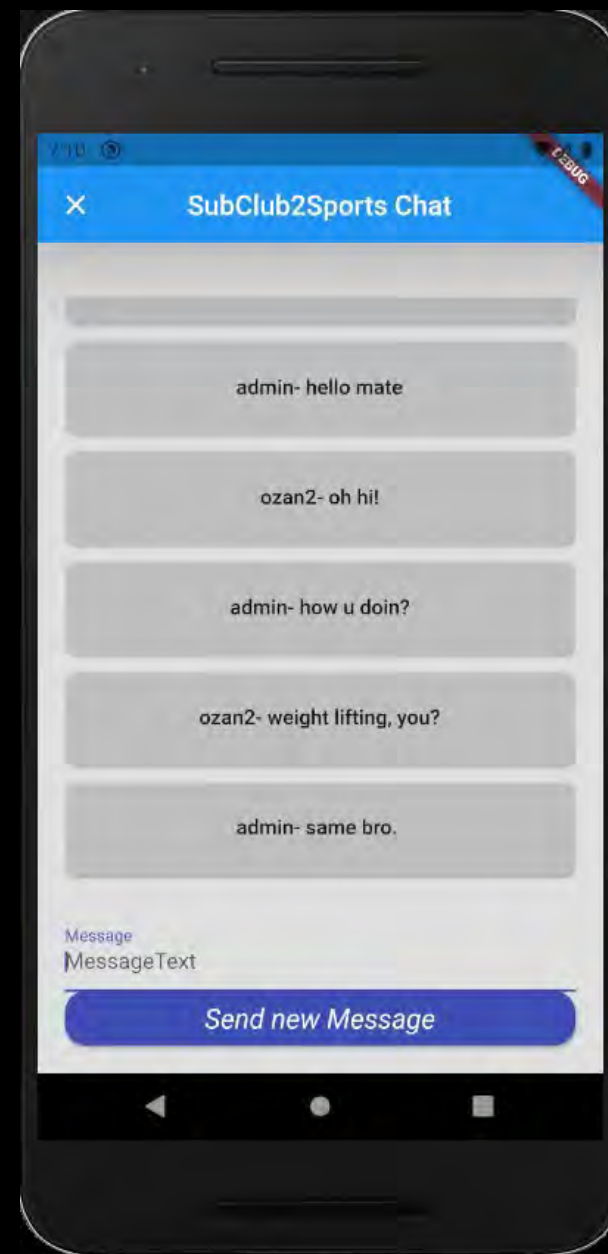 DEBUG
SubClub2Sports Chat
admin- hello mate
ozan2- oh hi!
admin- how u doin?
ozan2- weight lifting, you?
admin- same bro.
Message
MessageText
Send new Message